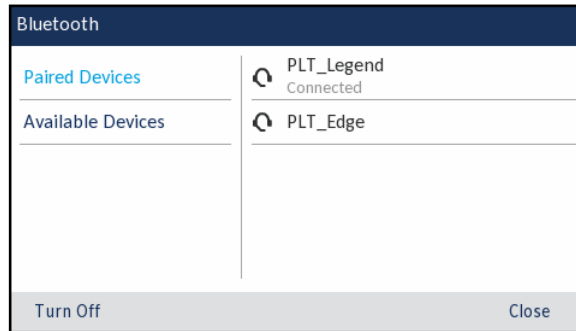 Bluetooth
Paired Devices
Available Devices
PLT_Legend
Connected
PLT_Edge
Turn Off
Close